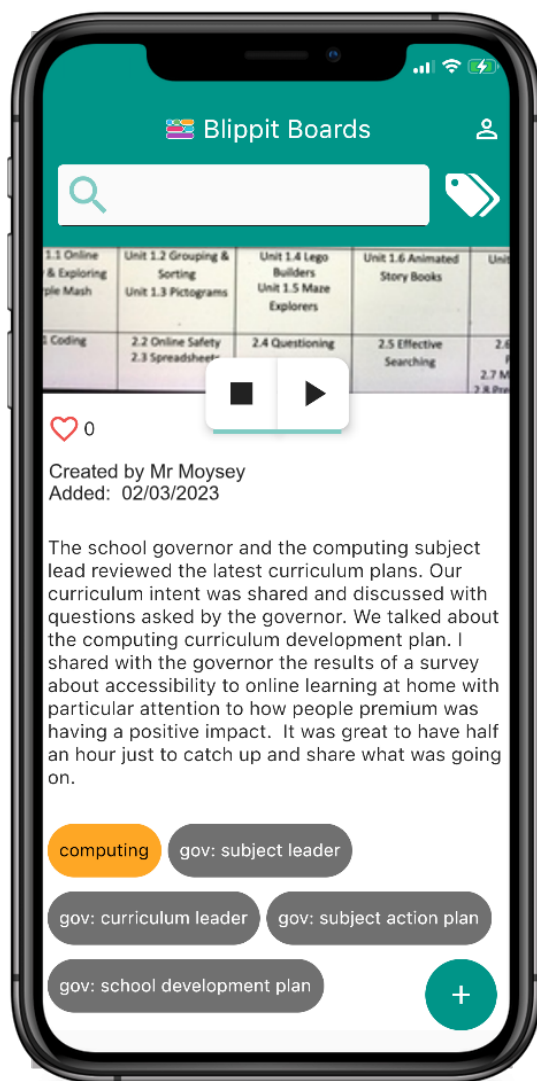 Blippit Boards
1.1 Online Unit 1.2 Grouping & Unit 1.4 Lego Unit 1.6 Animated Unit
& Exploring Sorting Builders Story Books
ple Mash Unit 1.3 Pictograms Unit 1.5 Maze
Explorers
Coding 2.2 Online Safety 2.4 Questioning 2.5 Effective
2.3 Spreadsheets Searching
2.7 M
0
Created by Mr Moysey
Added: 02/03/2023
The school governor and the computing subject
lead reviewed the latest curriculum plans. Our
curriculum intent was shared and discussed with
questions asked by the governor. We talked about
the computing curriculum development plan. I
shared with the governor the results of a survey
about accessibility to online learning at home with
particular attention to how people premium was
having a positive impact.  It was great to have half
an hour just to catch up and share what was going
on.
computing gov: subject leader
gov: curriculum leader gov: subject action plan
gov: school development plan
+